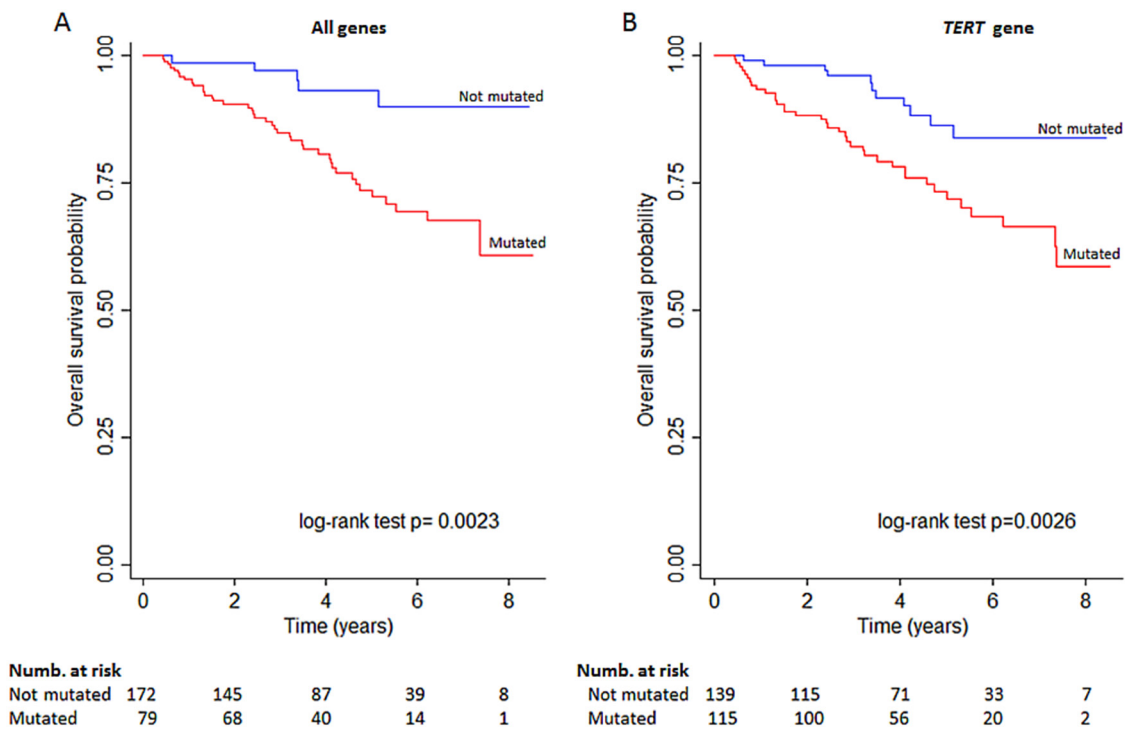 A
All genes
Overall survival probability
1.00
0.75
0.50
0.25
0.00
Not mutated
Mutated
log-rank test p= 0.0023
0 2 4 6 8
Time (years)
Numb. at risk
Not mutated 172 145 87 39 8
Mutated 79 68 40 14 1
B
TERT gene
Overall survival probability
1.00
0.75
0.50
0.25
0.00
Not mutated
Mutated
log-rank test p=0.0026
0 2 4 6 8
Time (years)
Numb. at risk
Not mutated 139 115 71 33 7
Mutated 115 100 56 20 2